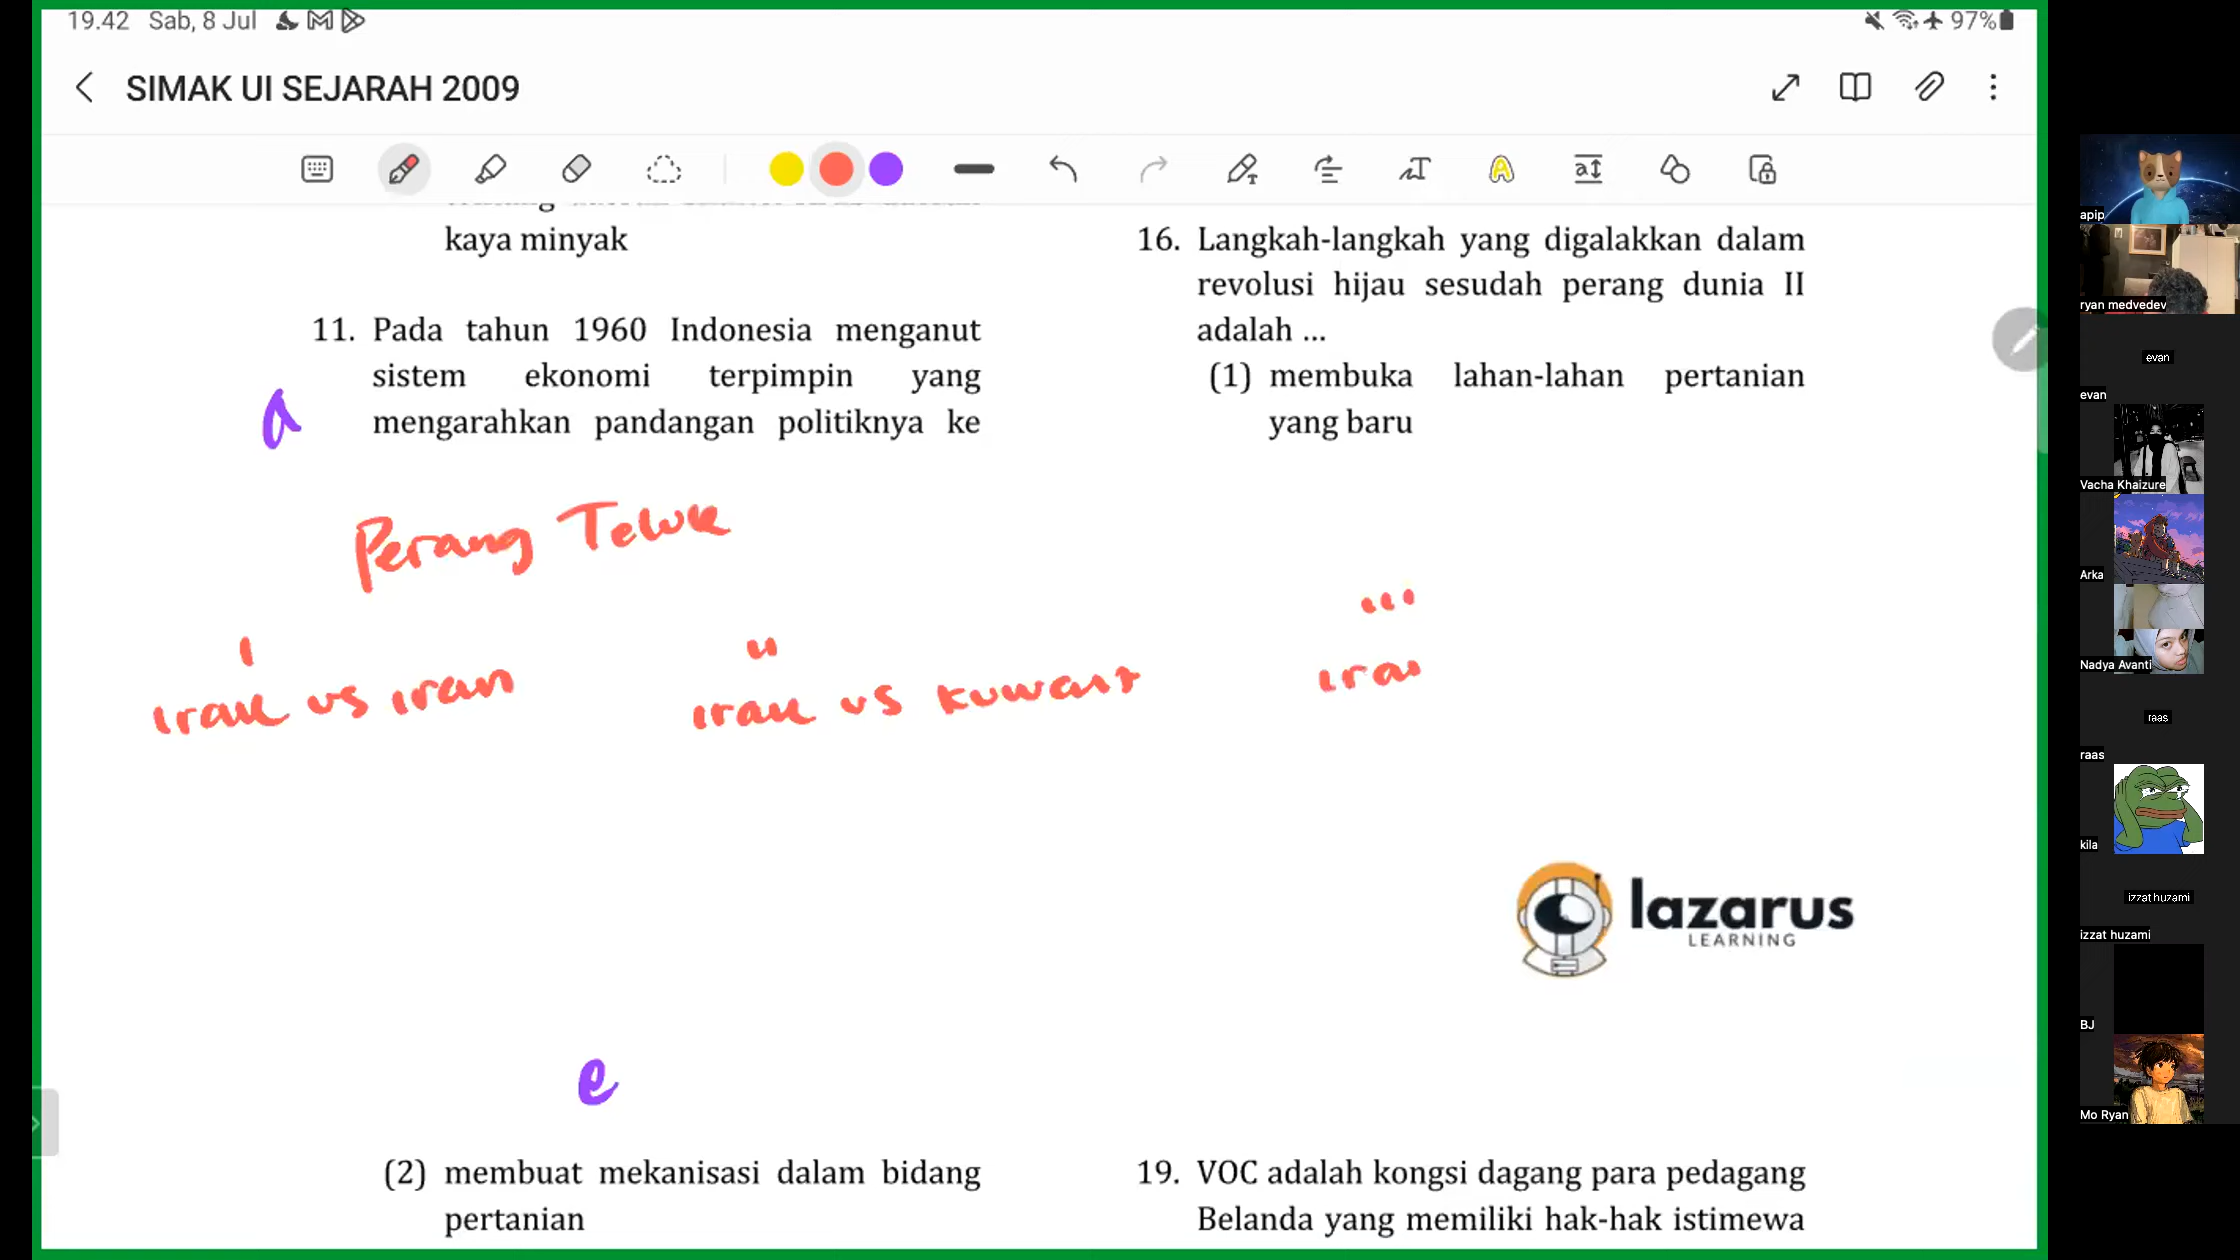 19.42 Sab, 8 Jul
97%
SIMAK UI SEJARAH 2009
kaya minyak
11. Pada tahun 1960 Indonesia menganut
sistem ekonomi terpimpin yang
mengarahkan pandangan politiknya ke
a
16. Langkah-langkah yang digalakkan dalam
revolusi hijau sesudah perang dunia II
adalah ...
(1) membuka lahan-lahan pertanian
yang baru
Perang Teluk
I
Irak vs Iran
II
Irak vs Kuwait
III
Ira
lazarus
LEARNING
e
(2) membuat mekanisasi dalam bidang
pertanian
19. VOC adalah kongsi dagang para pedagang
Belanda yang memiliki hak-hak istimewa
apip
ryan medvedev
evan
evan
Vacha Khaizure
Arka
Nadya Avanti
raas
raas
kila
izzat huzami
izzat huzami
BJ
Mo Ryan